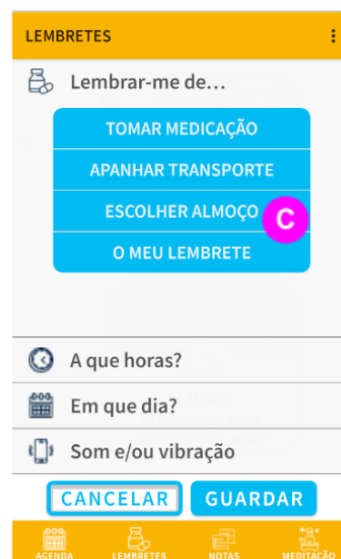 LEMBRETES
Lembrar-me de...
TOMAR MEDICAÇÃO
APANHAR TRANSPORTE
ESCOLHER ALMOÇO
C
O MEU LEMBRETE
A que horas?
Em que dia?
Som e/ou vibração
CANCELAR GUARDAR
AGENDA LEMBRETES NOTAS MEDITAÇÃO